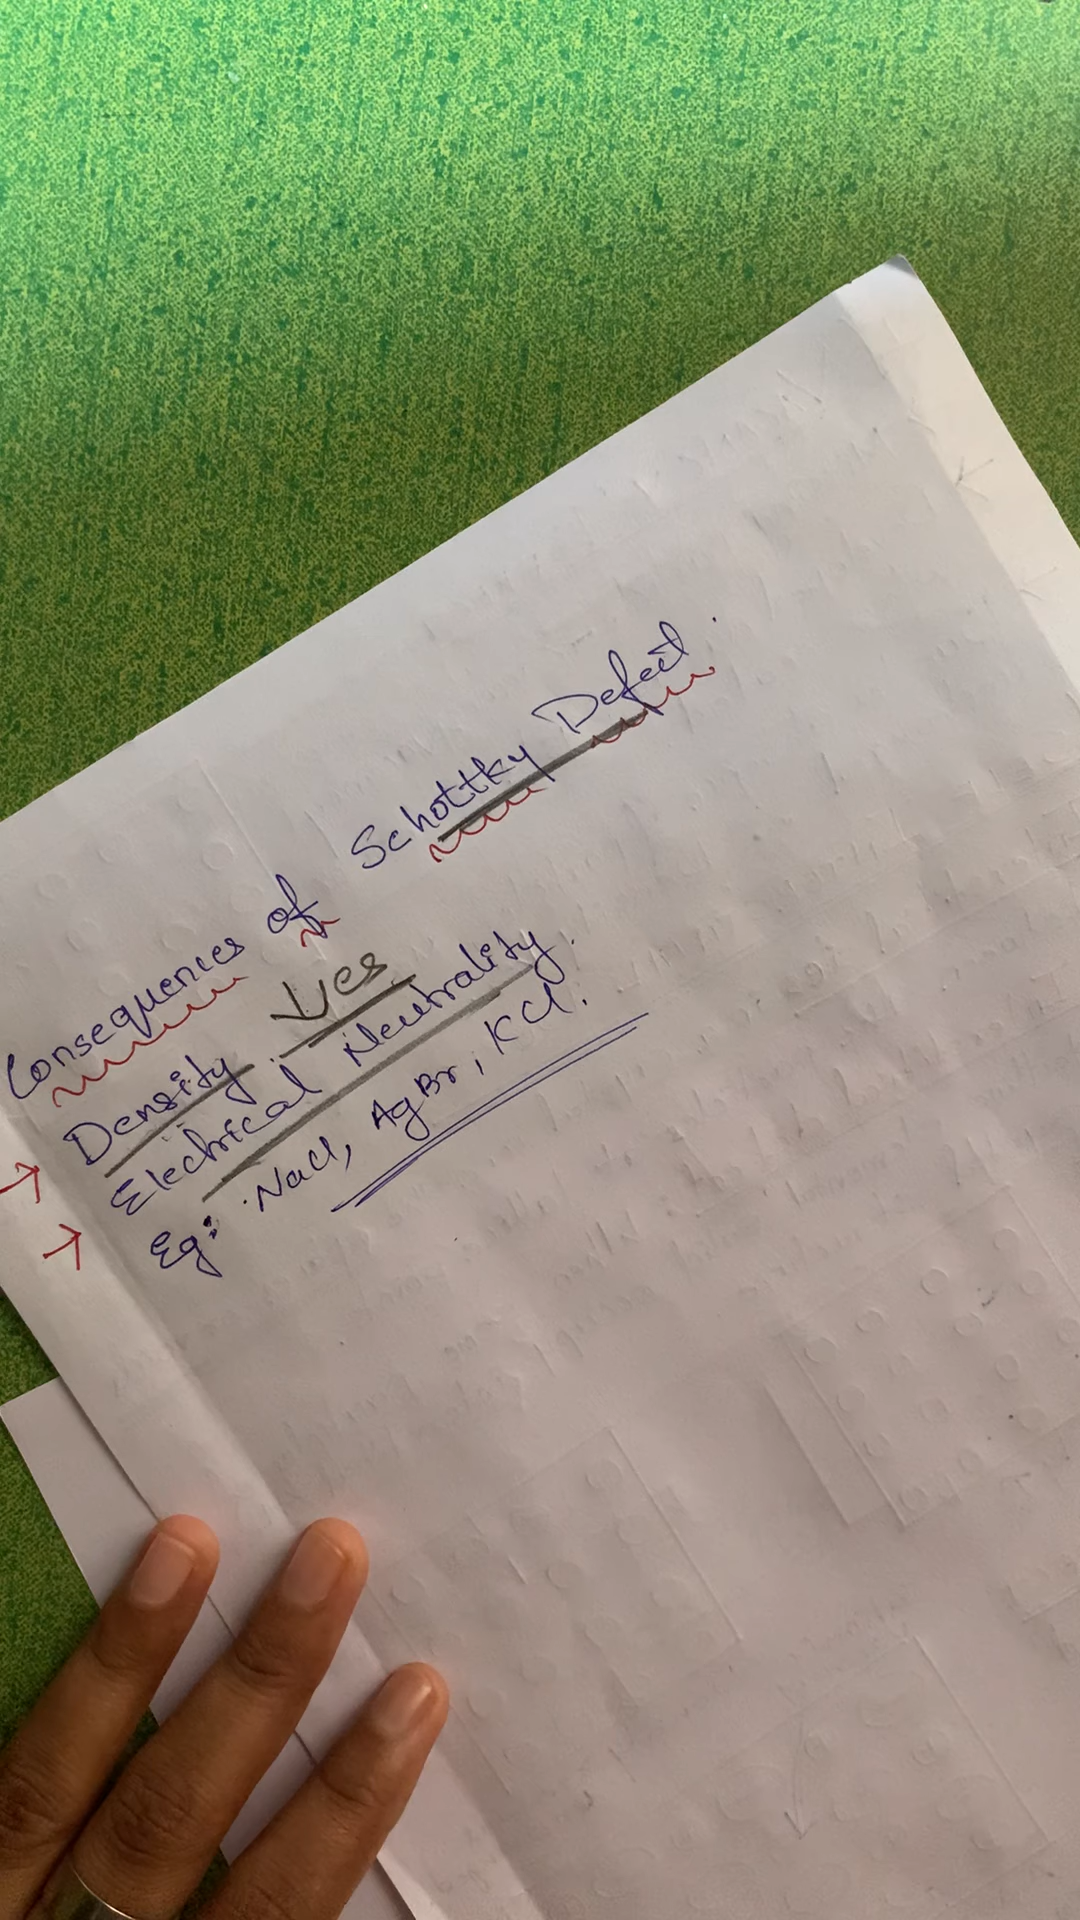 Consequences of Schottky Defect.
Density ↓es
Electrical Neutrality.
Eg: NaCl, AgBr, KCl.